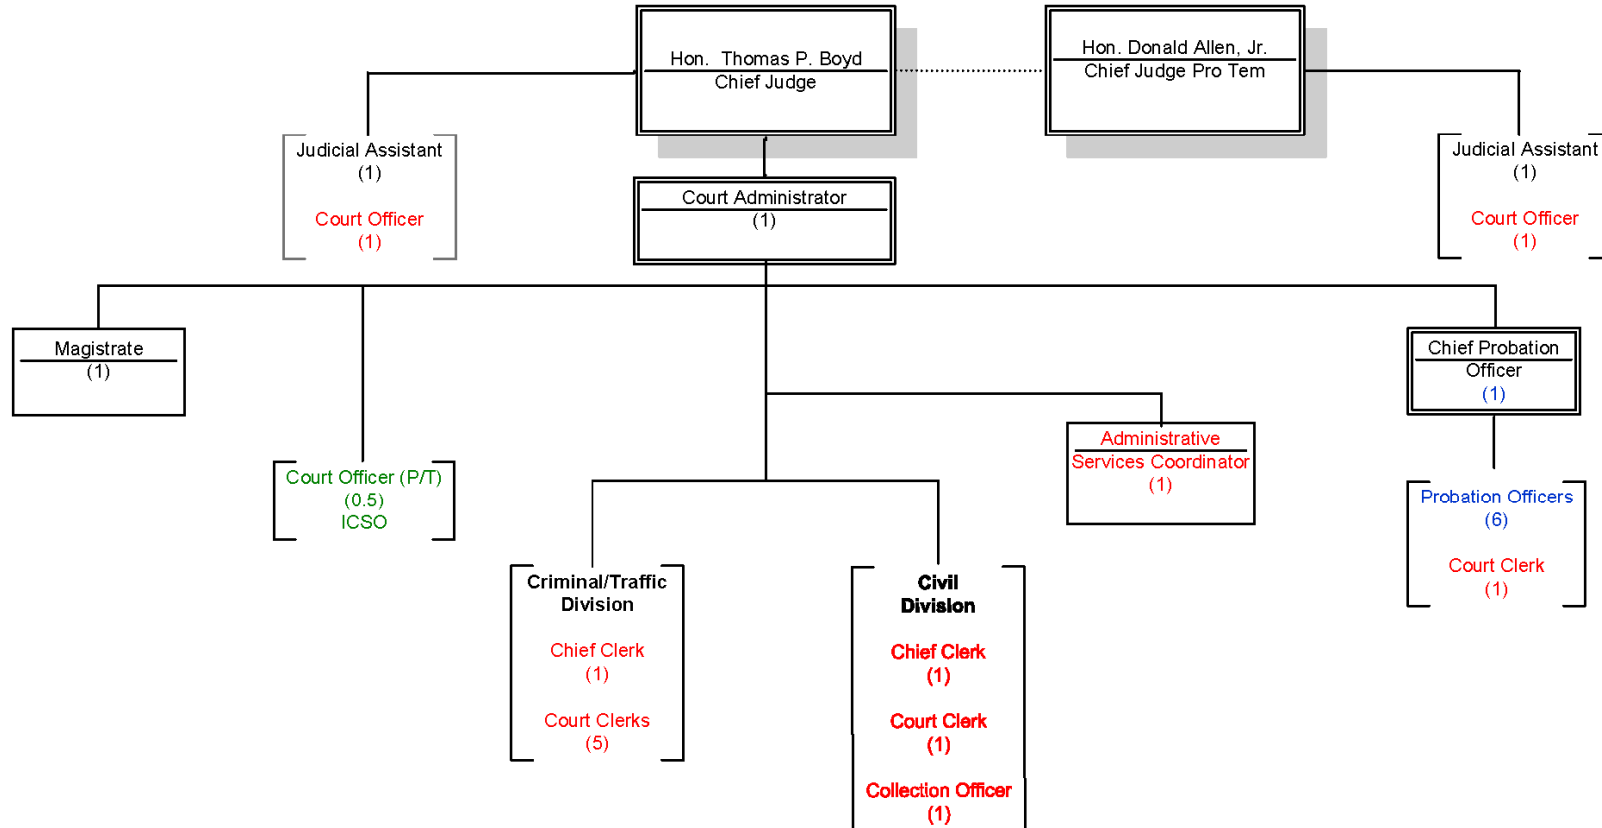 Hon.  Thomas P. Boyd
Chief Judge
Hon. Donald Allen, Jr.
Chief Judge Pro Tem
Judicial Assistant
(1)
Court Officer
(1)
Court Administrator
(1)
Judicial Assistant
(1)
Court Officer
(1)
Magistrate
(1)
Chief Probation
Officer
(1)
Court Officer (P/T)
(0.5)
ICSO
Administrative
Services Coordinator
(1)
Probation Officers
(6)
Court Clerk
(1)
Criminal/Traffic
Division
Chief Clerk
(1)
Court Clerks
(5)
Civil
Division
Chief Clerk
(1)
Court Clerk
(1)
Collection Officer
(1)